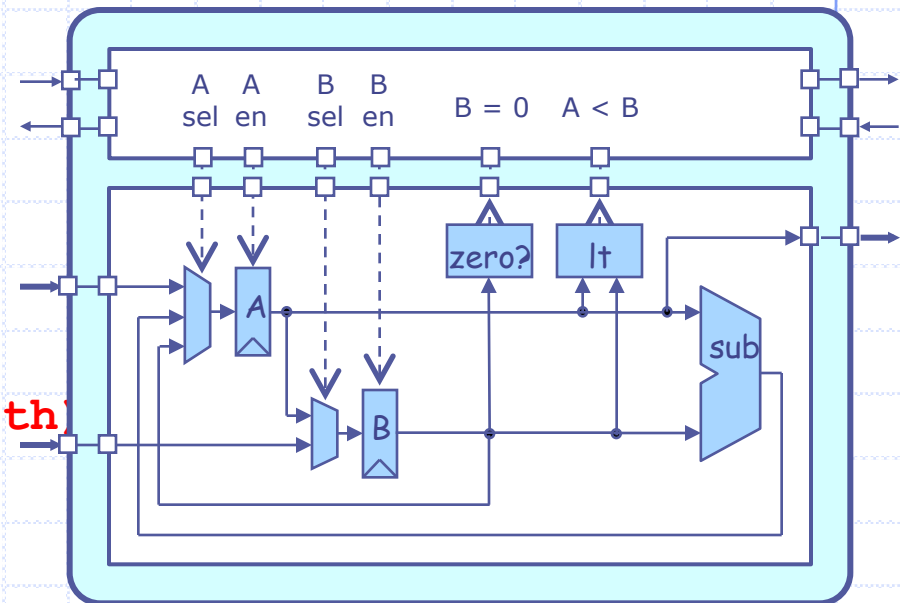 A A B B
sel en sel en B = 0 A < B
zero? lt
A
sub
th)
B